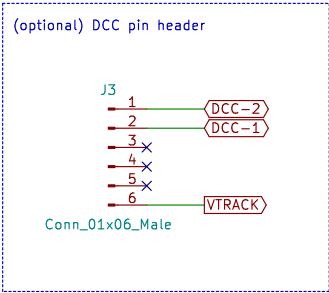 (optional) DCC pin header
J3
1 DCC-2
2 DCC-1
3
4
5
6 VTRACK
Conn_01x06_Male